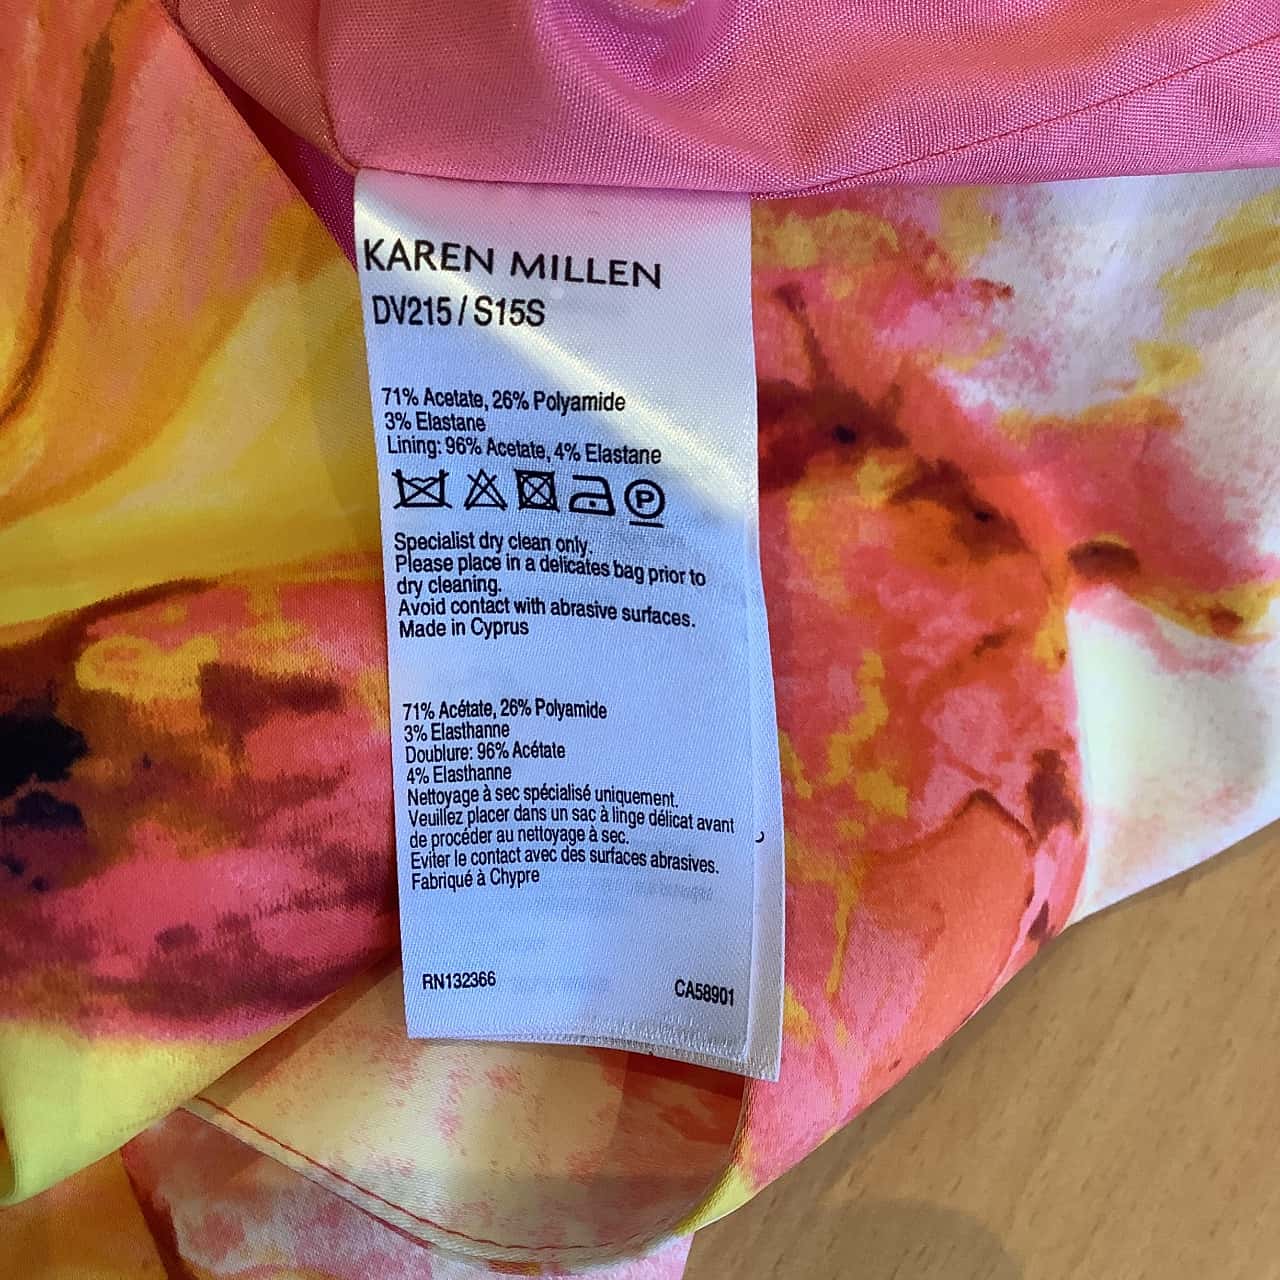 KAREN MILLEN
DV215 / S15S
71% Acetate, 26% Polyamide
3% Elastane
Lining: 96% Acetate, 4% Elastane
P
Specialist dry clean only.
Please place in a delicates bag prior to
dry cleaning.
Avoid contact with abrasive surfaces.
Made in Cyprus
71% Acétate, 26% Polyamide
3% Elasthanne
Doublure: 96% Acétate
4% Elasthanne
Nettoyage à sec spécialisé uniquement.
Veuillez placer dans un sac à linge délicat avant
de procéder au nettoyage à sec.
Eviter le contact avec des surfaces abrasives.
Fabriqué à Chypre
RN132366
CA58901